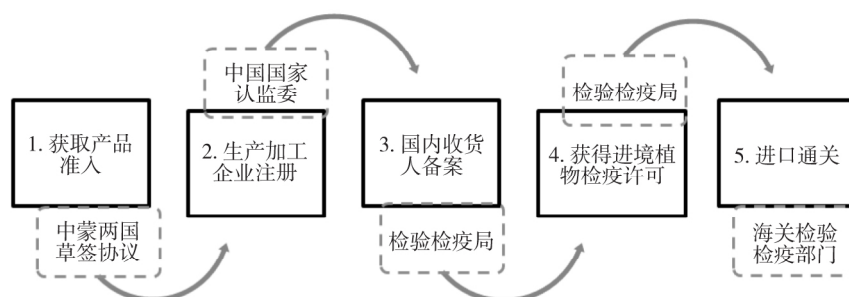 1. 获取产品
准入
中蒙两国
草签协议
中国国家
认监委
2. 生产加工
企业注册
3. 国内收货
人备案
检验检疫局
检验检疫局
4. 获得进境植
物检疫许可
5. 进口通关
海关检验
检疫部门